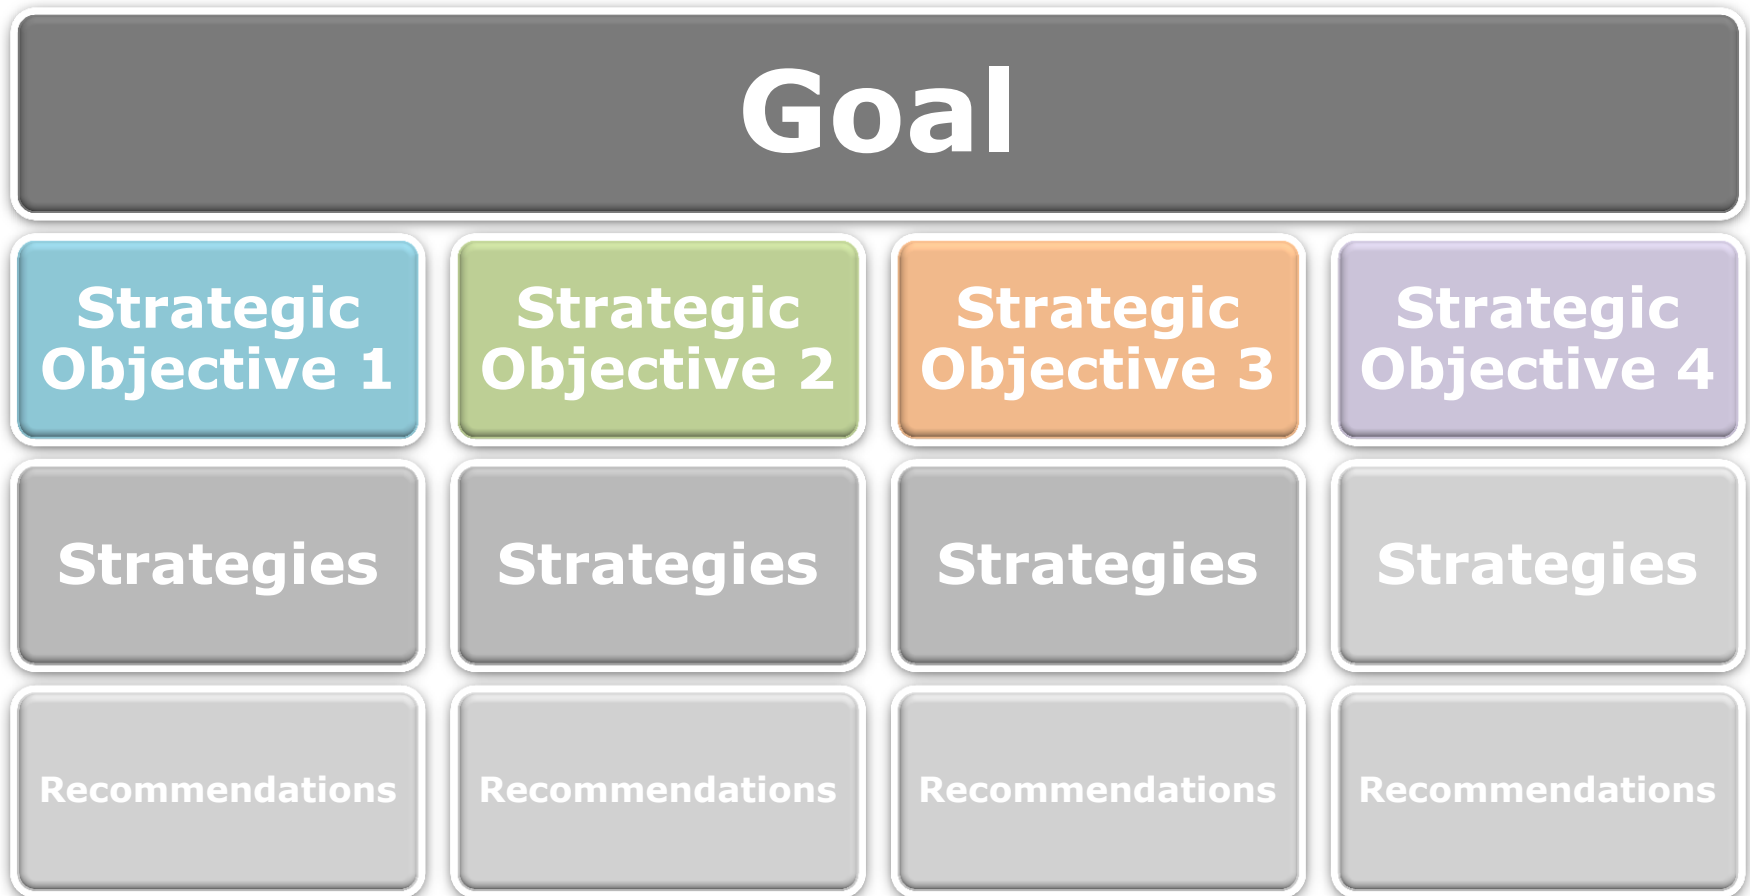 Goal
Strategic
Objective 1
Strategic
Objective 2
Strategic
Objective 3
Strategic
Objective 4
Strategies
Strategies
Strategies
Strategies
Recommendations
Recommendations
Recommendations
Recommendations